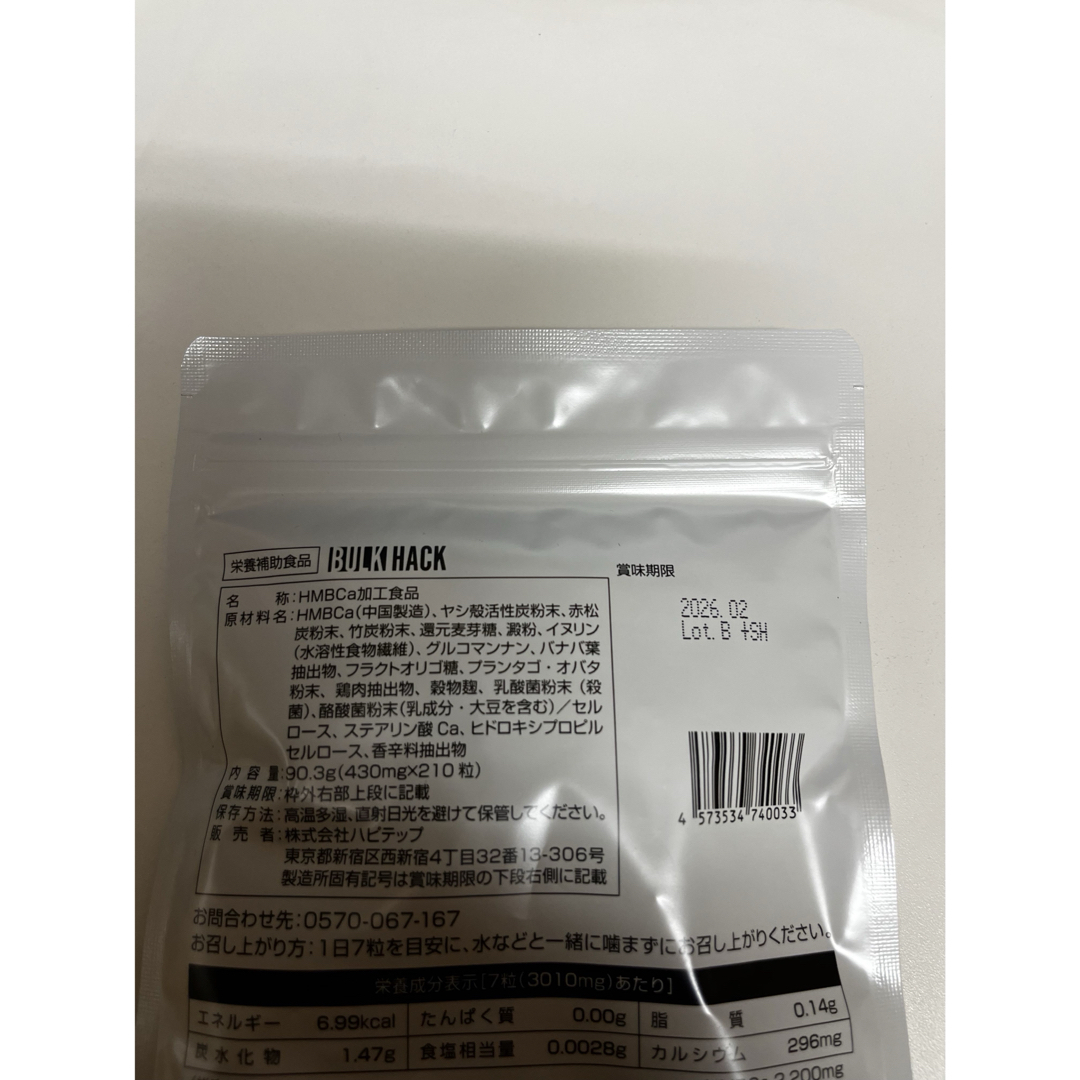 栄養補助食品 BULK HACK
名 称:HMBCa加工食品
原材料名:HMBCa(中国製造)、ヤシ殻活性炭粉末、赤松
炭粉末、竹炭粉末、還元麦芽糖、澱粉、イヌリン
(水溶性食物繊維)、グルコマンナン、バナバ葉
抽出物、フラクトオリゴ糖、プランタゴ・オバタ
粉末、鶏肉抽出物、穀物麹、乳酸菌粉末(殺
菌)、酪酸菌粉末(乳成分・大豆を含む)/セル
ロース、ステアリン酸Ca、ヒドロキシプロピル
セルロース、香辛料抽出物
内容量:90.3g(430mg×210粒)
賞味期限:枠外右部上段に記載
保存方法:高温多湿、直射日光を避けて保管してください。
販売者:株式会社ハピテップ
東京都新宿区西新宿4丁目32番13-306号
製造所固有記号は賞味期限の下段右側に記載
賞味期限
2026.02
Lot. B +SH
4 573534 740033
お問合わせ先:0570-067-167
お召し上がり方:1日7粒を目安に、水などと一緒に噛まずにお召し上がりください。
栄養成分表示[7粒(3010mg)あたり]
エネルギー 6.99kcal たんぱく質 0.00g 脂 質 0.14g
炭水化物 1.47g 食塩相当量 0.0028g カルシウム 296mg
2,200mg